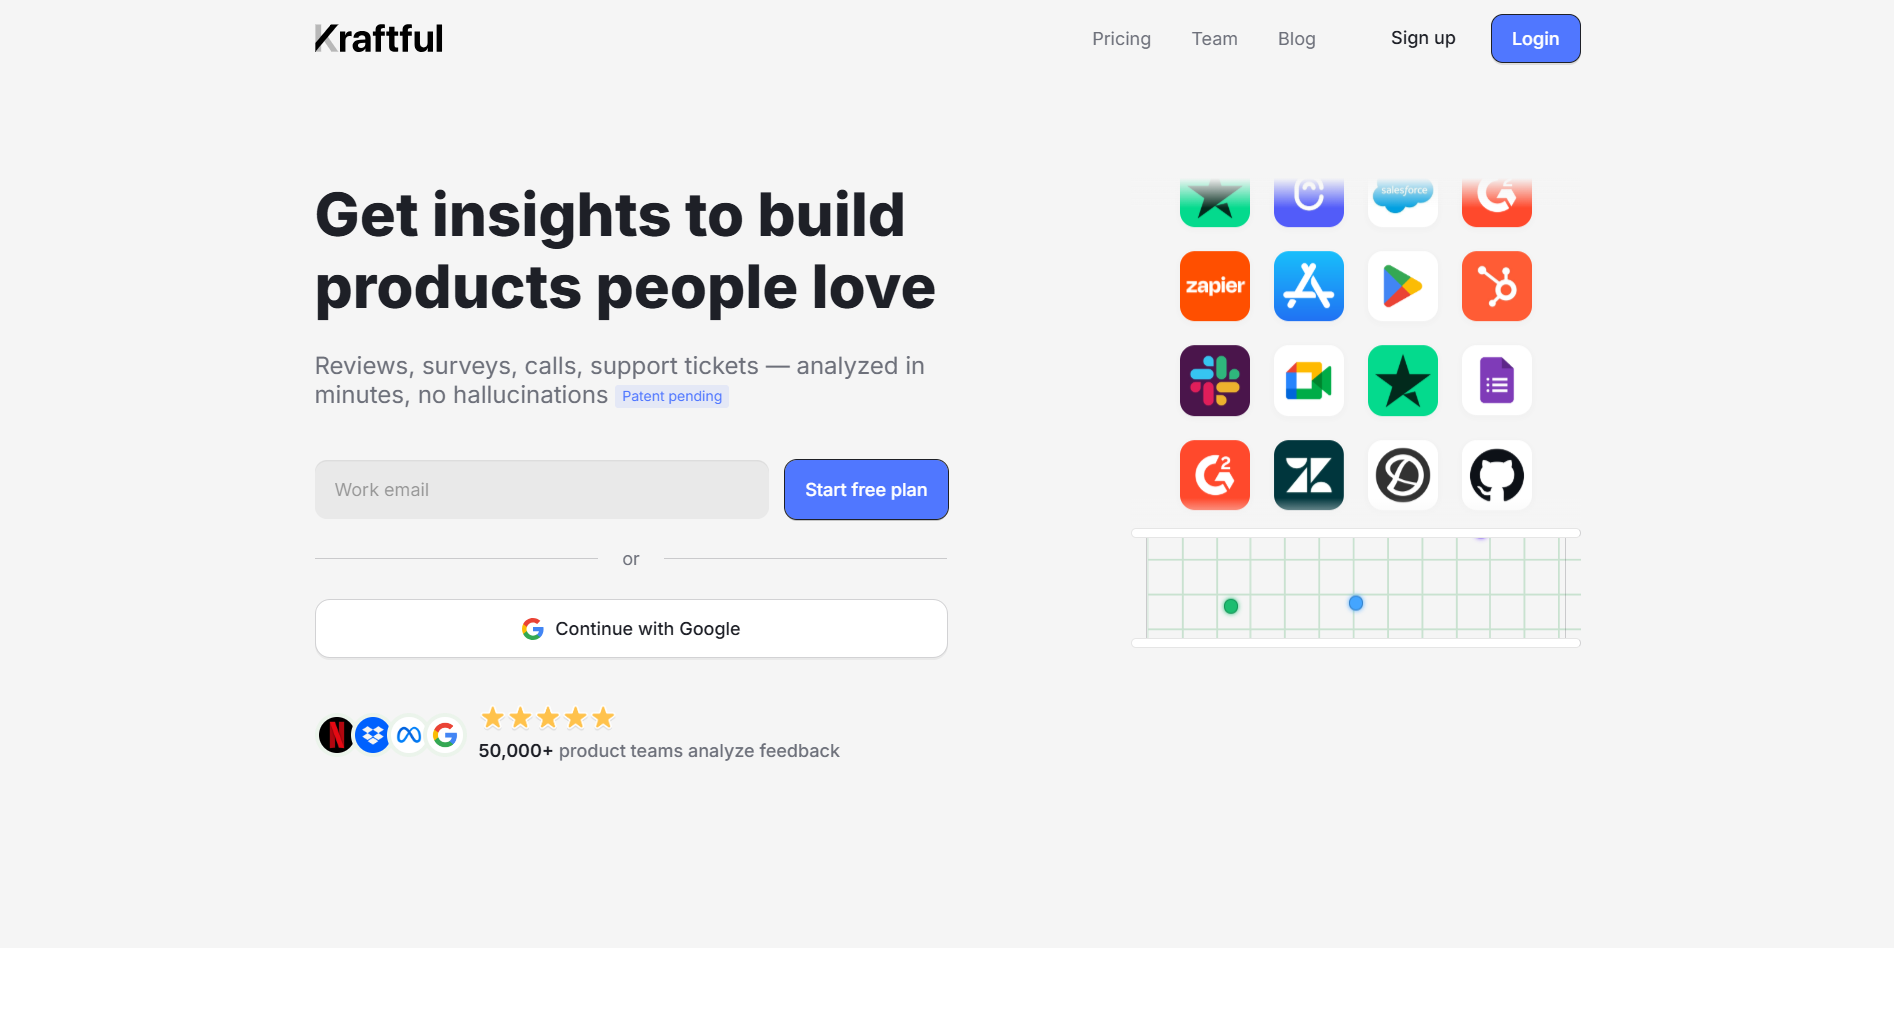 Kraftful
Pricing
Team
Blog
Sign up
Login
Get insights to build
products people love
Reviews, surveys, calls, support tickets — analyzed in
minutes, no hallucinations Patent pending
Work email
Start free plan
or
Continue with Google
50,000+ product teams analyze feedback
salesforce
G2
zapier
G2